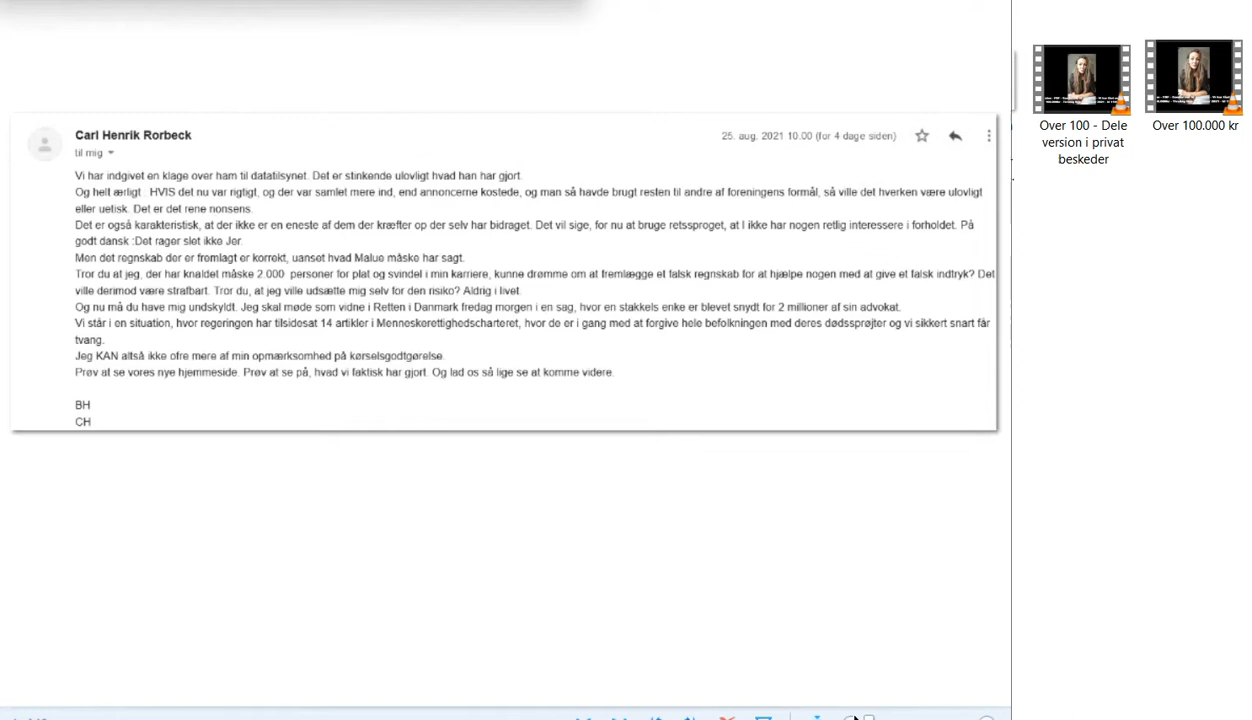 Carl Henrik Rorbeck
25. aug. 2021 10.00 (for 4 dage siden)
til mig
Vi har indgivet en klage over ham til datatilsynet. Det er stinkende ulovligt hvad han har gjort.
Og helt ærligt HVIS det nu var rigtigt, og der var samlet mere ind, end annoncerne kostede, og man så havde brugt resten til andre af foreningens formål, så ville det hverken være ulovligt
eller uetisk. Det er det rene nonsens.
Det er også karakteristisk, at der ikke er en eneste af dem der kræfter op der selv har bidraget. Det vil sige, for nu at bruge retssproget, at I ikke har nogen retlig interessere i forholdet. På
godt dansk :Det rager slet ikke Jer.
Men det regnskab der er fremlagt er korrekt, uanset hvad Malue måske har sagt.
Tror du at jeg, der har knaldet måske 2.000 personer for plat og svindel i min karriere, kunne drømme om at fremlægge et falsk regnskab for at hjælpe nogen med at give et falsk indtryk? Det
ville derimod være strafbart. Tror du, at jeg ville udsætte mig selv for den risiko? Aldrig i livet.
Og nu må du have mig undskyldt. Jeg skal møde som vidne i Retten i Danmark fredag morgen i en sag, hvor en stakkels enke er blevet snydt for 2 millioner af sin advokat.
Vi står i en situation, hvor regeringen har tilsidesat 14 artikler i Menneskerettighedscharteret, hvor de er i gang med at forgive hele befolkningen med deres dødssprøjter og vi sikkert snart får
tvang.
Jeg KAN altså ikke ofre mere af min opmærksomhed på kørselsgodtgørelse.
Prøv at se vores nye hjemmeside. Prøv at se på, hvad vi faktisk har gjort. Og lad os så lige se at komme videre.
BH
CH
Over 100 - Dele
version i privat
beskeder
Over 100.000 kr